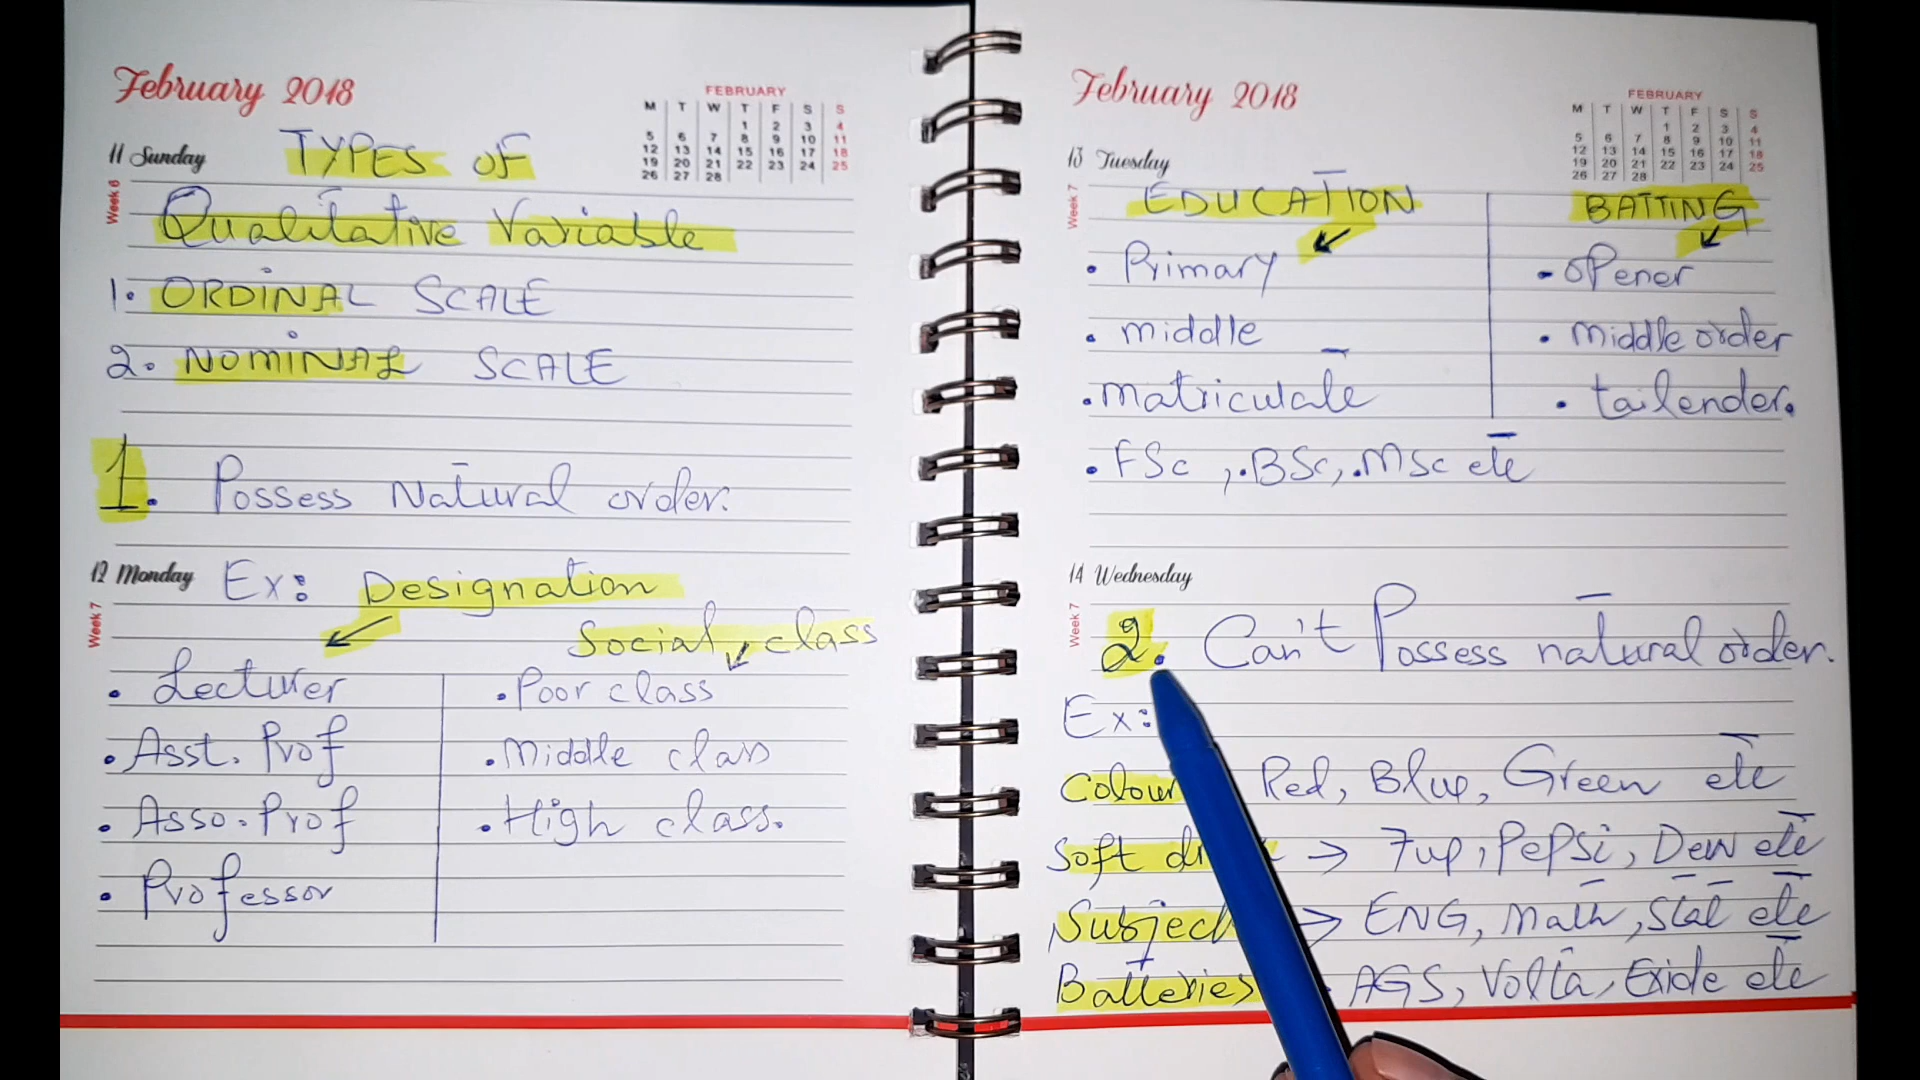 February 2018
FEBRUARY
M T W T F S S
1 2 3 4
5 6 7 8 9 10 11
12 13 14 15 16 17 18
19 20 21 22 23 24 25
26 27 28
11 Sunday
Week 6
TYPES OF
Qualitative Variable
1. ORDINAL SCALE
2. NOMINAL SCALE
1. Possess Natural order.
12 Monday
Week 7
Ex: Designation
Social class
• Lecturer
• Asst. Prof
• Asso. Prof
• Professor
• Poor class
• Middle class
• High class.
February 2018
FEBRUARY
M T W T F S S
1 2 3 4
5 6 7 8 9 10 11
12 13 14 15 16 17 18
19 20 21 22 23 24 25
26 27 28
13 Tuesday
Week 7
EDUCATION
• Primary
• middle
• matriculate
• FSc, • BSc, • MSc etc
BATTING
• opener
• middle order
• tailender.
14 Wednesday
Week 7
2. Can't Possess natural order.
Ex:
Colour Red, Blue, Green etc
Soft → 7up, Pepsi, Dew etc
Subject → ENG, Math, Stat etc
Batteries AGS, Volta, Exide etc